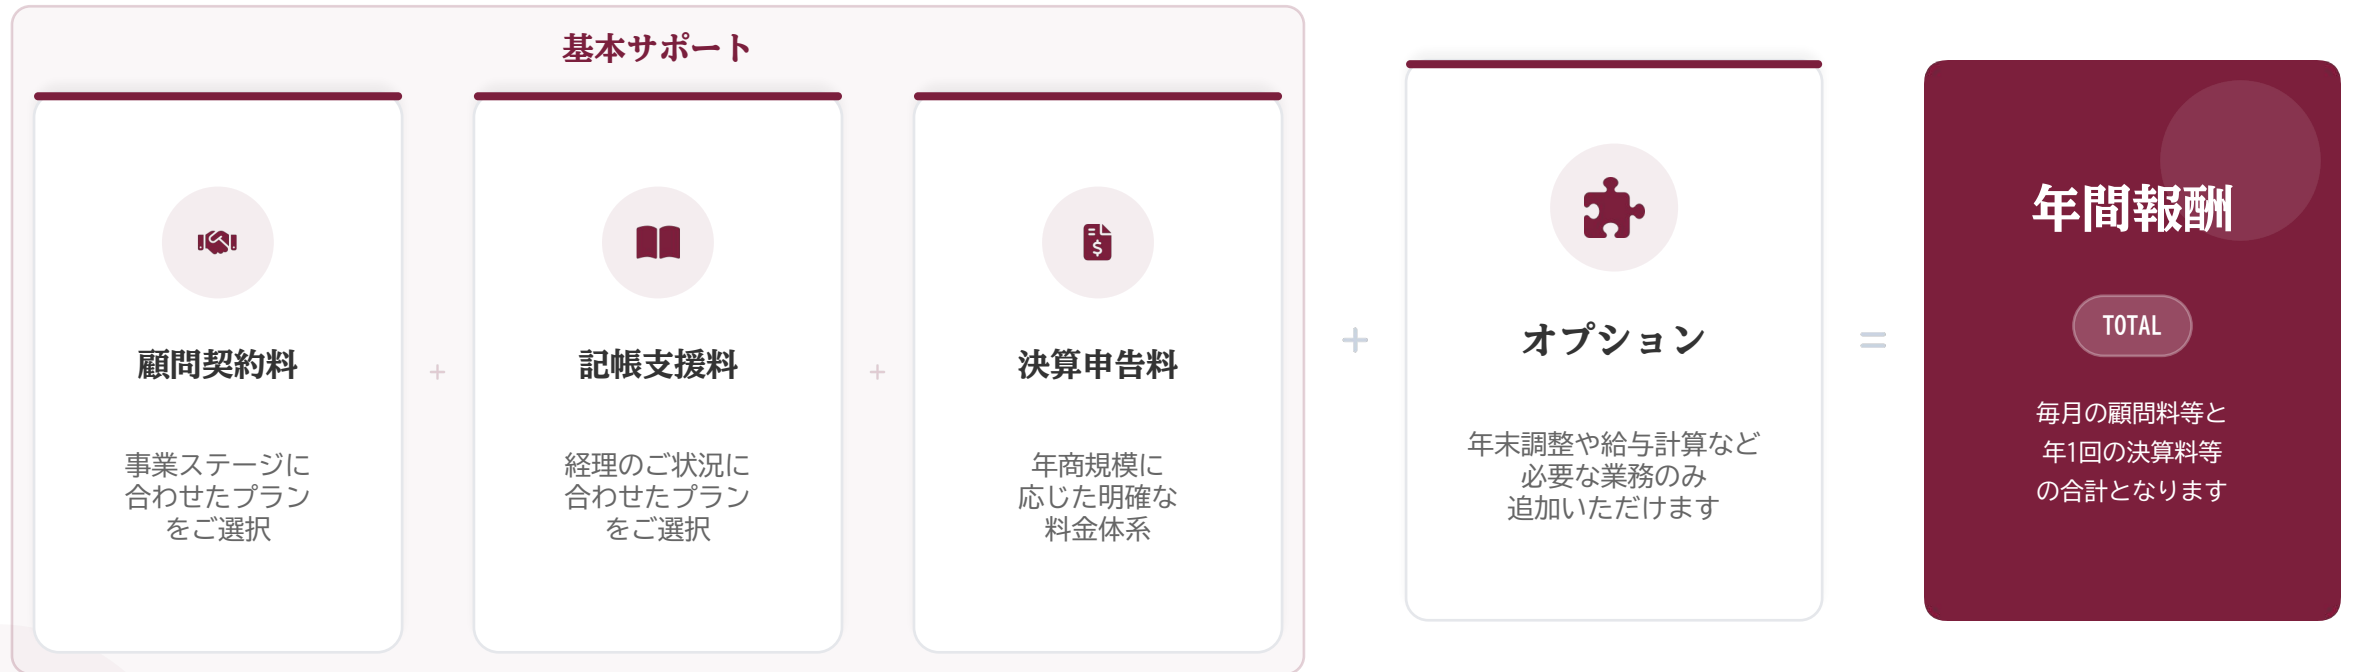 基本サポート
顧問契約料
事業ステージに
合わせたプラン
をご選択
+
記帳支援料
経理のご状況に
合わせたプラン
をご選択
+
決算申告料
年商規模に
応じた明確な
料金体系
+
オプション
年末調整や給与計算など
必要な業務のみ
追加いただけます
=
年間報酬
TOTAL
毎月の顧問料等と
年1回の決算料等
の合計となります